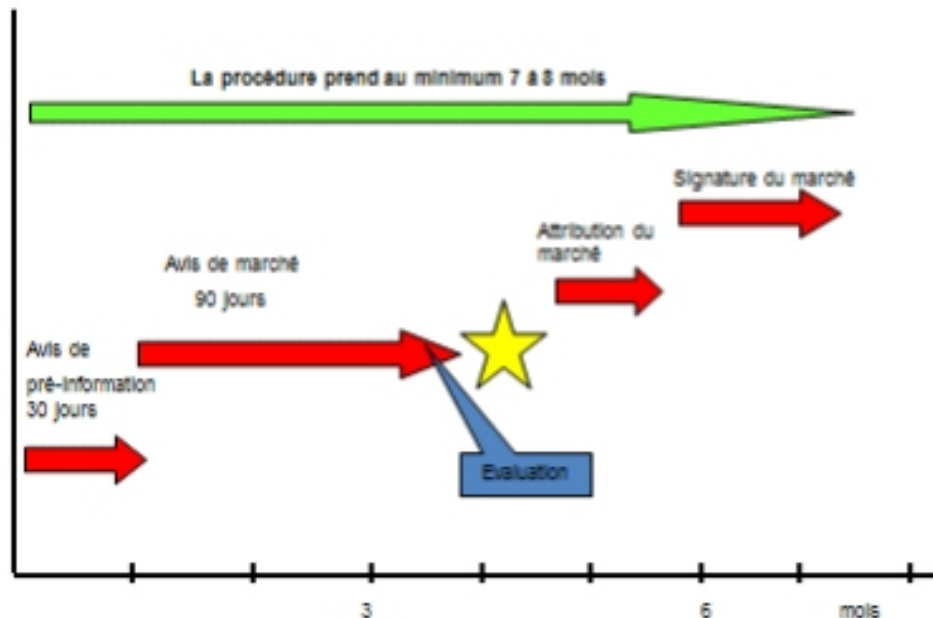 La procédure prend au minimum 7 à 8 mois
Signature du marché
Attribution du
marché
Avis de marché
90 jours
Avis de
pré-information
30 jours
Evaluation
3
6
mois